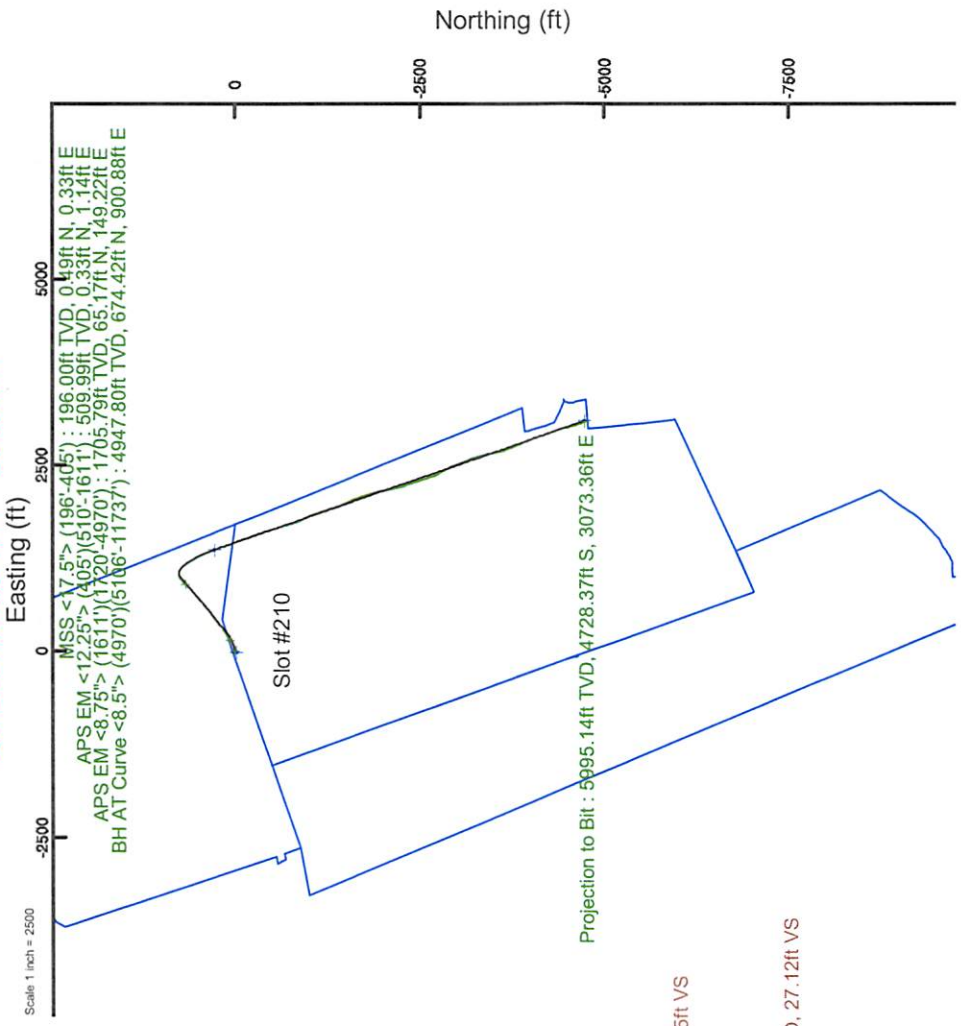 Scale 1 inch = 2500
Easting (ft)
-2500
0
2500
5000
Northing (ft)
0
-2500
-5000
-7500
MSS <17.5"> (196'-405') : 196.00ft TVD, 0.49ft N, 0.33ft E
APS EM <12.25"> (405')(510'-1611') : 509.99ft TVD, 0.33ft N, 1.14ft E
APS EM <8.75"> (1611')(1720'-4970') : 1705.79ft TVD, 65.17ft N, 149.22ft E
BH AT Curve <8.5"> (4970')(5106'-11737') : 4947.80ft TVD, 674.42ft N, 900.88ft E
Slot #210
Projection to Bit : 5995.14ft TVD, 4728.37ft S, 3073.36ft E
5ft VS
, 27.12ft VS